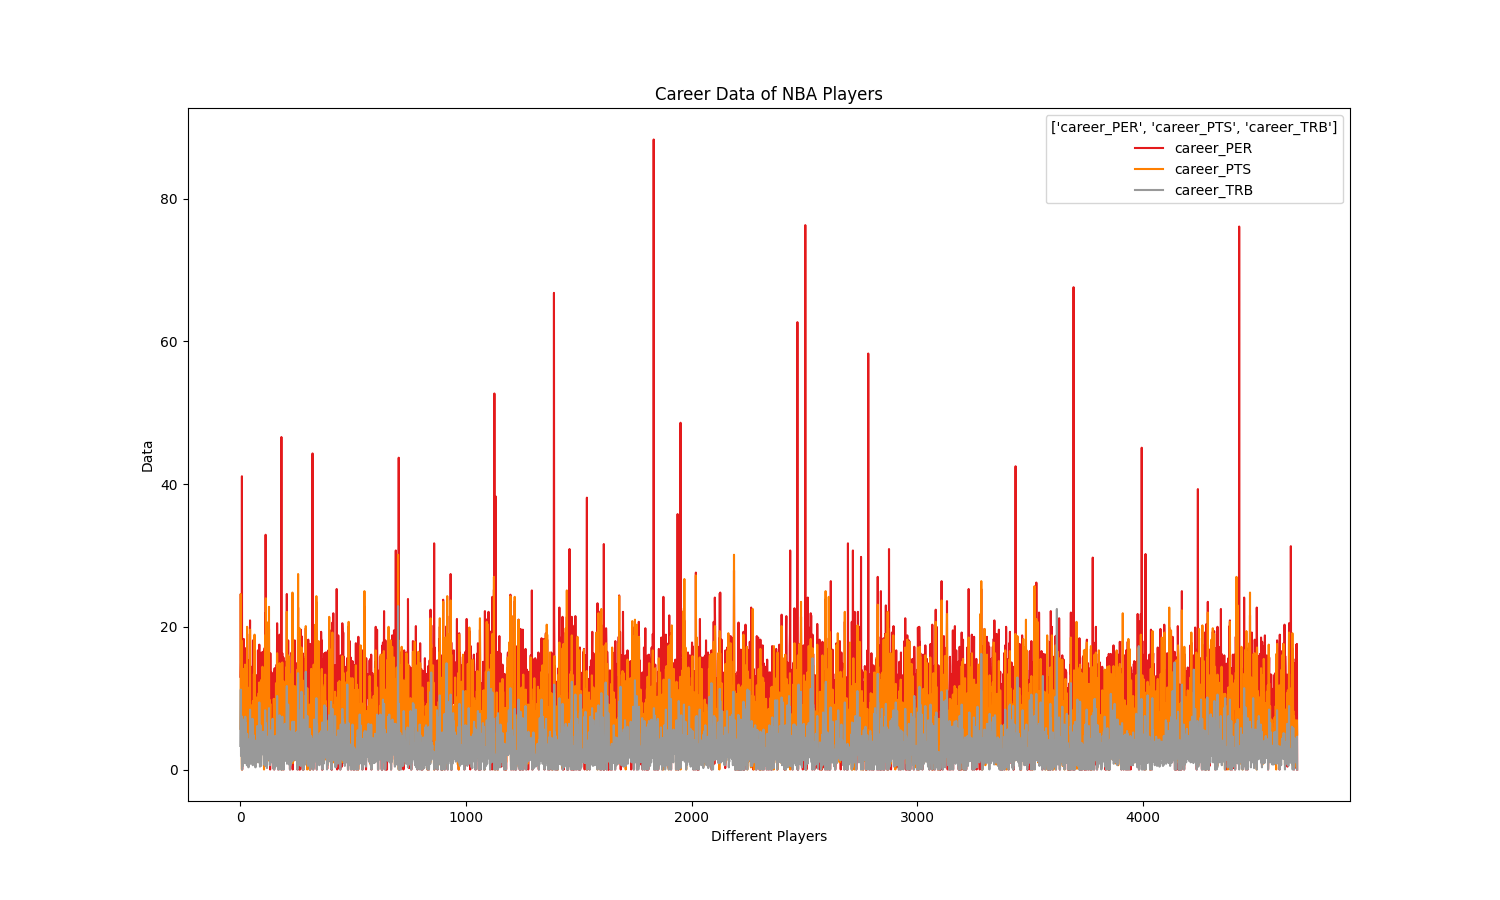 Career Data of NBA Players
['career_PER', 'career_PTS', 'career_TRB']
career_PER
career_PTS
career_TRB
Data
80
60
40
20
0
0 1000 2000 3000 4000
Different Players